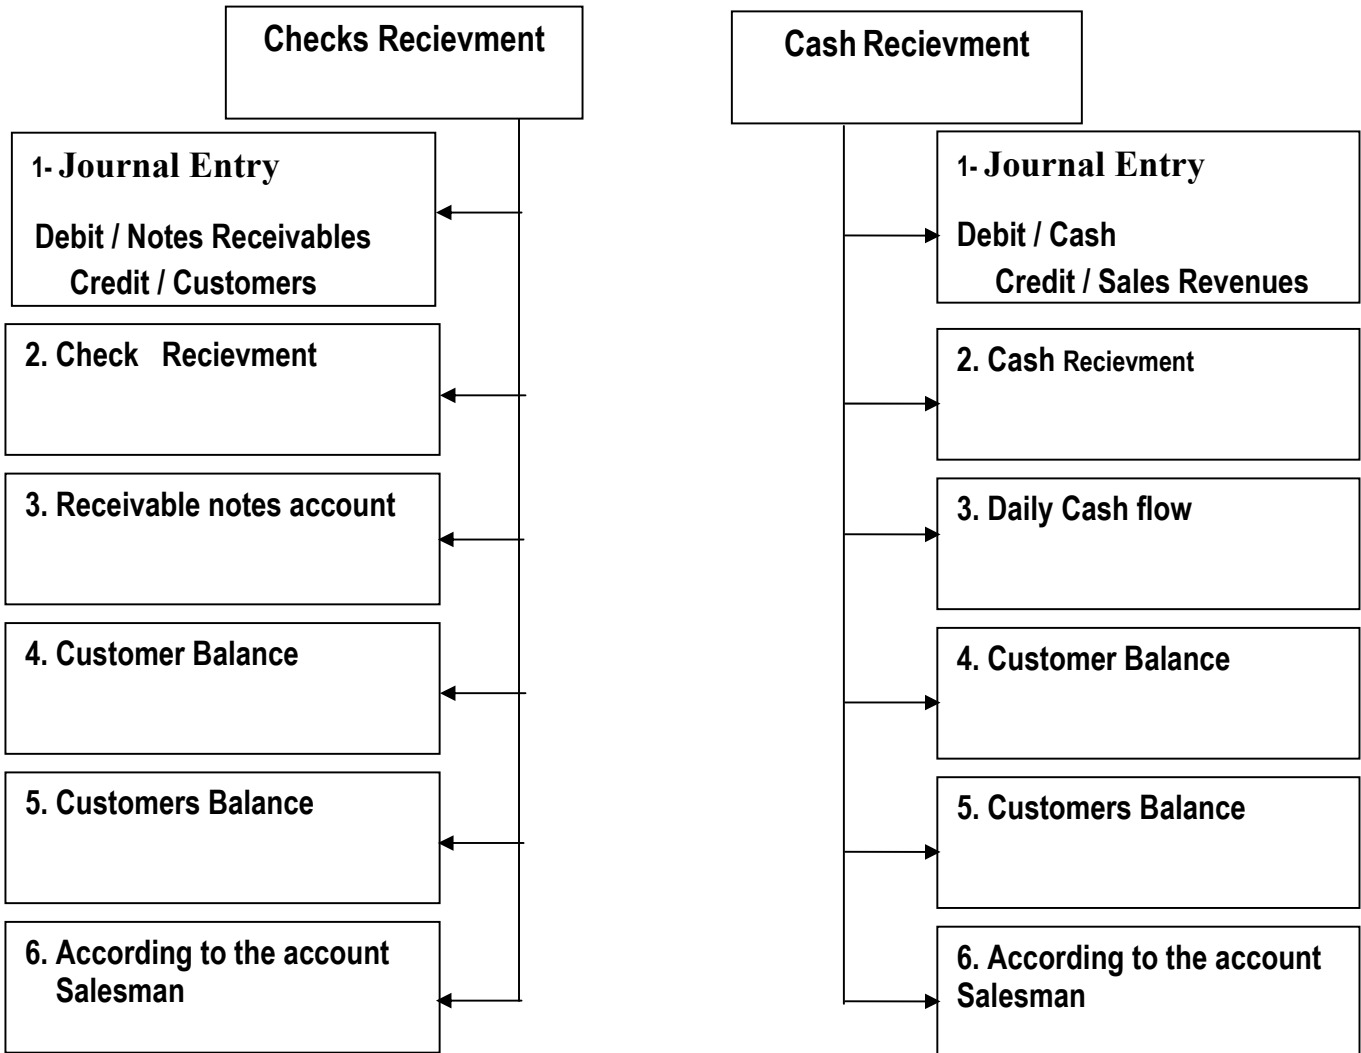 Checks Recievment
1- Journal Entry
Debit / Notes Receivables
Credit / Customers
2. Check Recievment
3. Receivable notes account
4. Customer Balance
5. Customers Balance
6. According to the account
Salesman
Cash Recievment
1- Journal Entry
Debit / Cash
Credit / Sales Revenues
2. Cash Recievment
3. Daily Cash flow
4. Customer Balance
5. Customers Balance
6. According to the account
Salesman